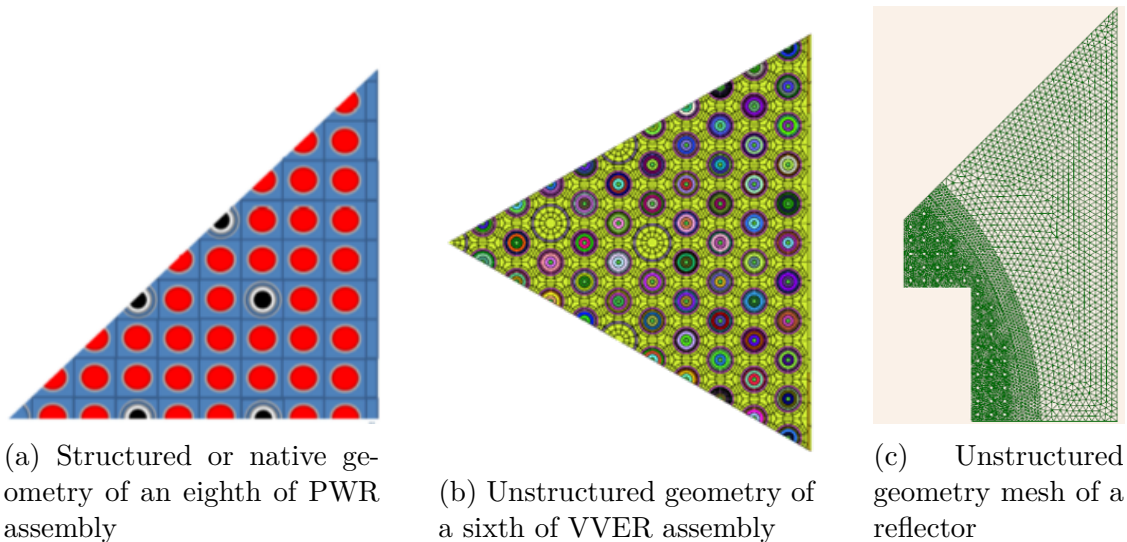 (a) Structured or native ge-
ometry of an eighth of PWR
assembly
(b) Unstructured geometry of
a sixth of VVER assembly
(c) Unstructured
geometry mesh of a
reflector